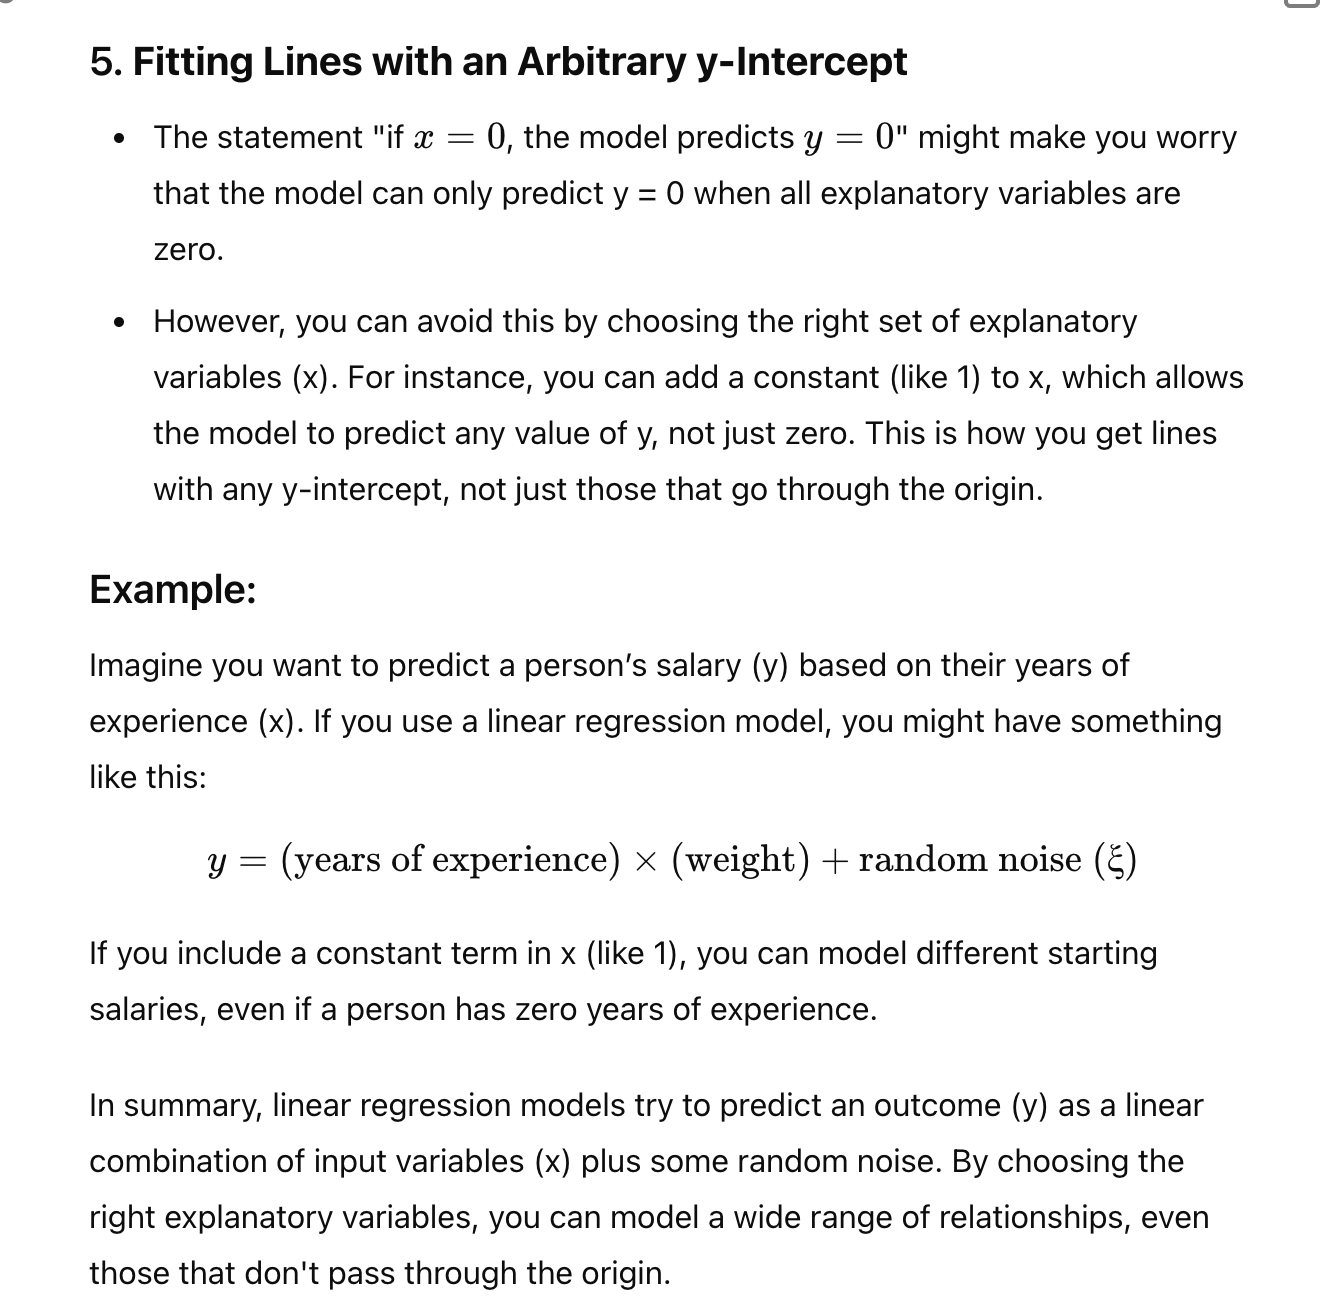 5. Fitting Lines with an Arbitrary y-Intercept
• The statement "if x = 0, the model predicts y = 0" might make you worry
that the model can only predict y = 0 when all explanatory variables are
zero.
• However, you can avoid this by choosing the right set of explanatory
variables (x). For instance, you can add a constant (like 1) to x, which allows
the model to predict any value of y, not just zero. This is how you get lines
with any y-intercept, not just those that go through the origin.
Example:
Imagine you want to predict a person's salary (y) based on their years of
experience (x). If you use a linear regression model, you might have something
like this:
y = (years of experience) × (weight) + random noise (ξ)
If you include a constant term in x (like 1), you can model different starting
salaries, even if a person has zero years of experience.
In summary, linear regression models try to predict an outcome (y) as a linear
combination of input variables (x) plus some random noise. By choosing the
right explanatory variables, you can model a wide range of relationships, even
those that don't pass through the origin.